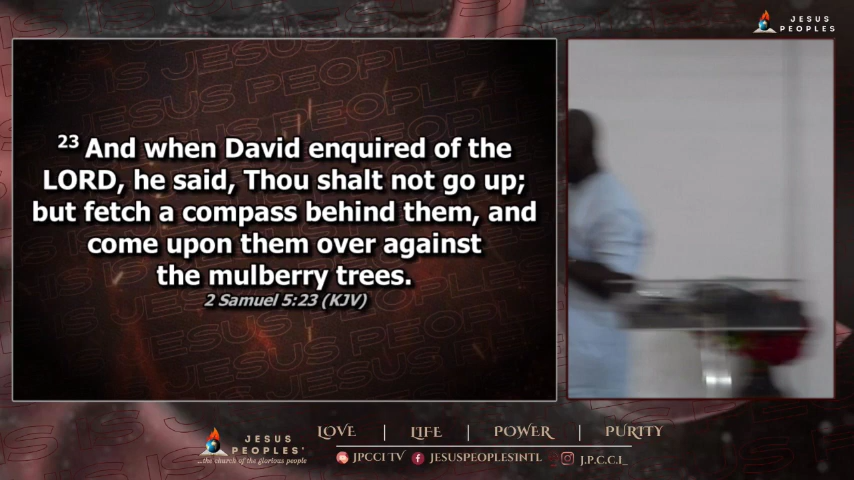 JESUS
PEOPLES
23 And when David enquired of the
LORD, he said, Thou shalt not go up;
but fetch a compass behind them, and
come upon them over against
the mulberry trees.
2 Samuel 5:23 (KJV)
JESUS
PEOPLES'
...the church of the glorious people
LOVE | LIFE | POWER | PURITY
JPCCI TV JESUSPEOPLESINTL J.P.C.C.I_